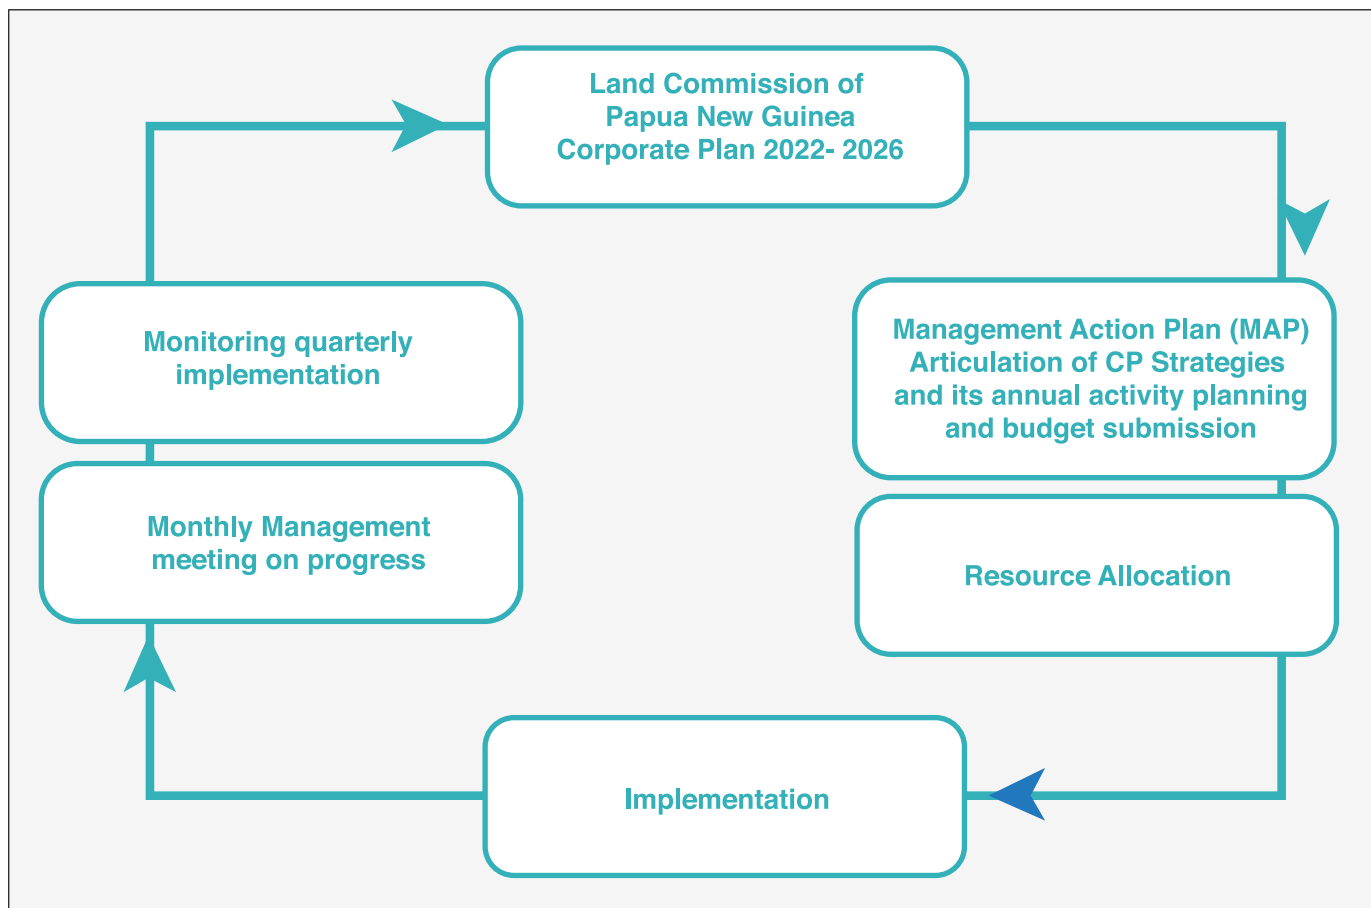 Land Commission of
Papua New Guinea
Corporate Plan 2022- 2026
Management Action Plan (MAP)
Articulation of CP Strategies
and its annual activity planning
and budget submission
Resource Allocation
Implementation
Monthly Management
meeting on progress
Monitoring quarterly
implementation